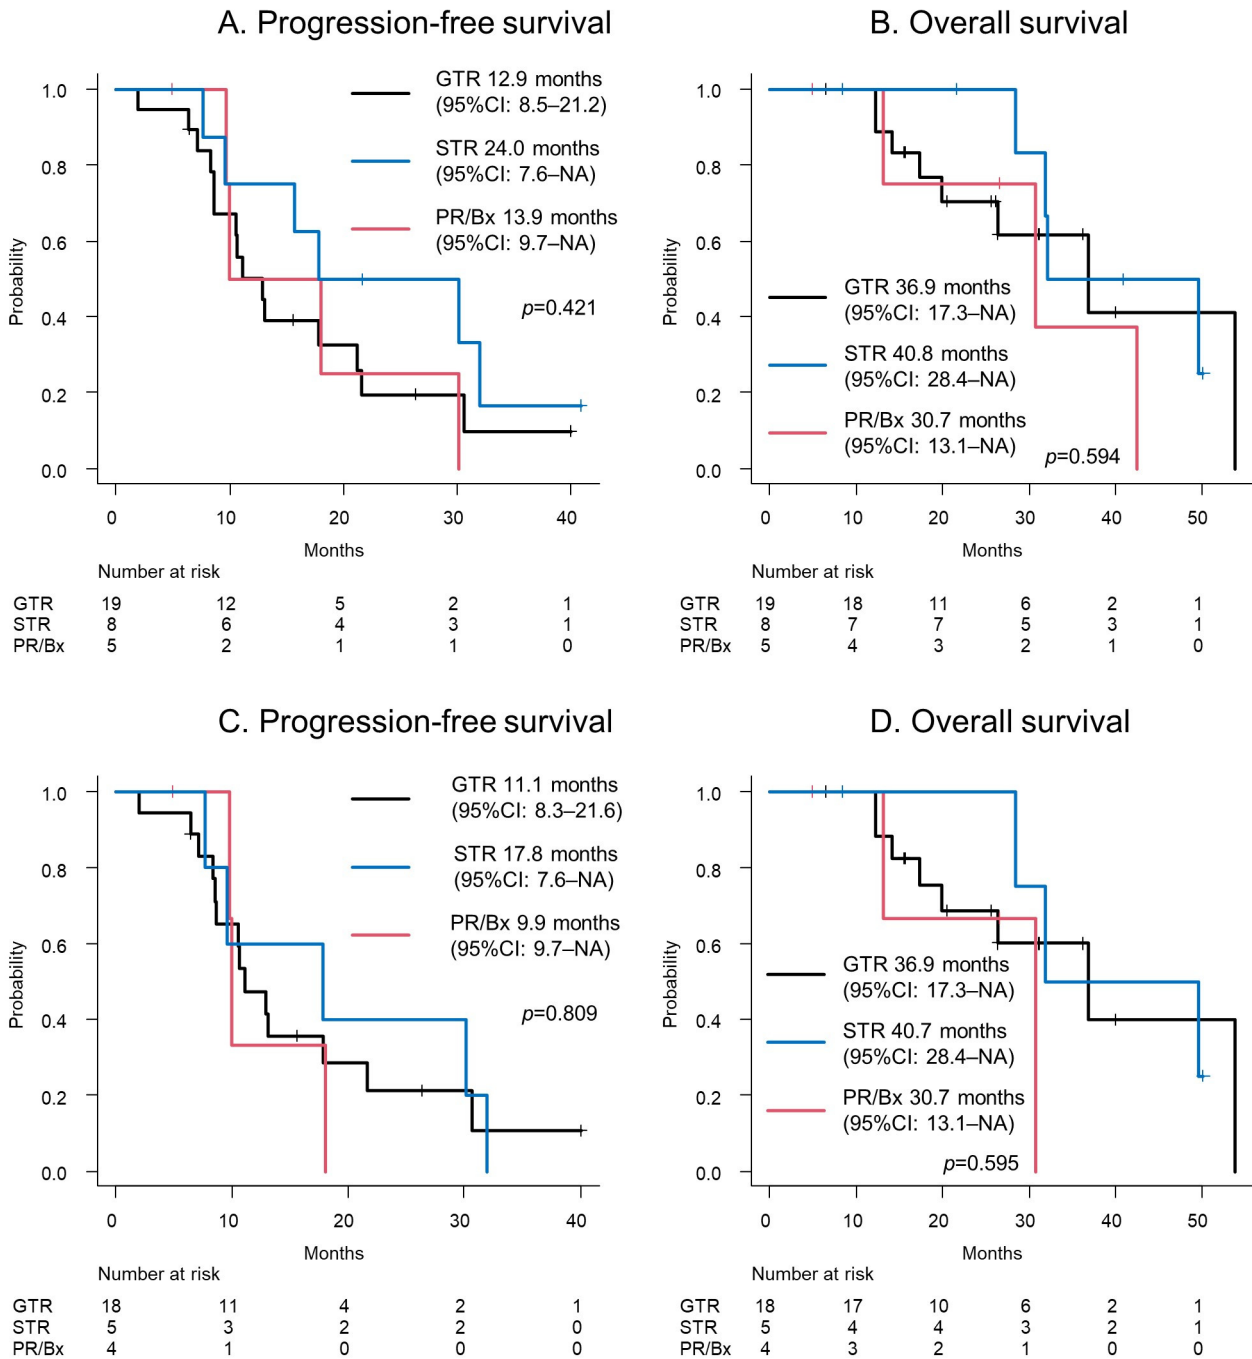 A. Progression-free survival
GTR 12.9 months
(95%CI: 8.5–21.2)
STR 24.0 months
(95%CI: 7.6–NA)
PR/Bx 13.9 months
(95%CI: 9.7–NA)
p=0.421
Probability
1.0
0.8
0.6
0.4
0.2
0.0
0 10 20 30 40
Months
Number at risk
GTR 19 12 5 2 1
STR 8 6 4 3 1
PR/Bx 5 2 1 1 0
B. Overall survival
Probability
1.0
0.8
0.6
0.4
0.2
0.0
GTR 36.9 months
(95%CI: 17.3–NA)
STR 40.8 months
(95%CI: 28.4–NA)
PR/Bx 30.7 months
(95%CI: 13.1–NA)
p=0.594
0 10 20 30 40 50
Months
Number at risk
GTR 19 18 11 6 2 1
STR 8 7 7 5 3 1
PR/Bx 5 4 3 2 1 0
C. Progression-free survival
GTR 11.1 months
(95%CI: 8.3–21.6)
STR 17.8 months
(95%CI: 7.6–NA)
PR/Bx 9.9 months
(95%CI: 9.7–NA)
p=0.809
Probability
1.0
0.8
0.6
0.4
0.2
0.0
0 10 20 30 40
Months
Number at risk
GTR 18 11 4 2 1
STR 5 3 2 2 0
PR/Bx 4 1 0 0 0
D. Overall survival
Probability
1.0
0.8
0.6
0.4
0.2
0.0
GTR 36.9 months
(95%CI: 17.3–NA)
STR 40.7 months
(95%CI: 28.4–NA)
PR/Bx 30.7 months
(95%CI: 13.1–NA)
p=0.595
0 10 20 30 40 50
Months
Number at risk
GTR 18 17 10 6 2 1
STR 5 4 4 3 2 1
PR/Bx 4 3 2 1 0 0